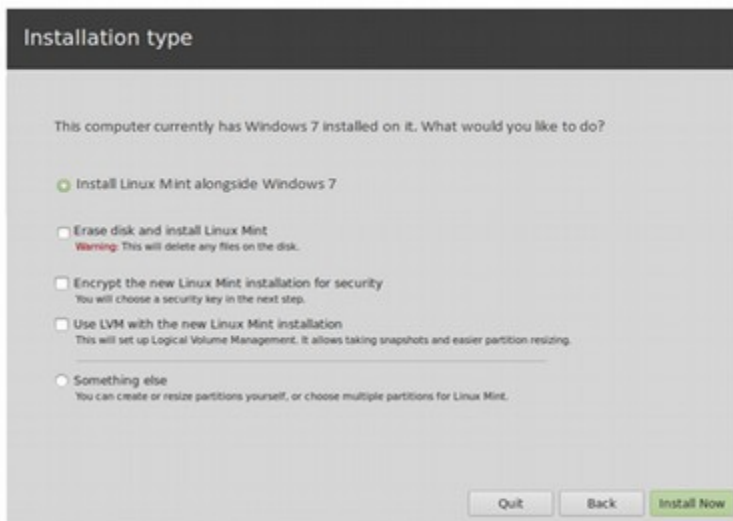 Installation type
This computer currently has Windows 7 installed on it. What would you like to do?
Install Linux Mint alongside Windows 7
Erase disk and install Linux Mint
Warning: This will delete any files on the disk.
Encrypt the new Linux Mint installation for security
You will choose a security key in the next step.
Use LVM with the new Linux Mint installation
This will set up Logical Volume Management. It allows taking snapshots and easier partition resizing.
Something else
You can create or resize partitions yourself, or choose multiple partitions for Linux Mint.
Quit Back Install Now